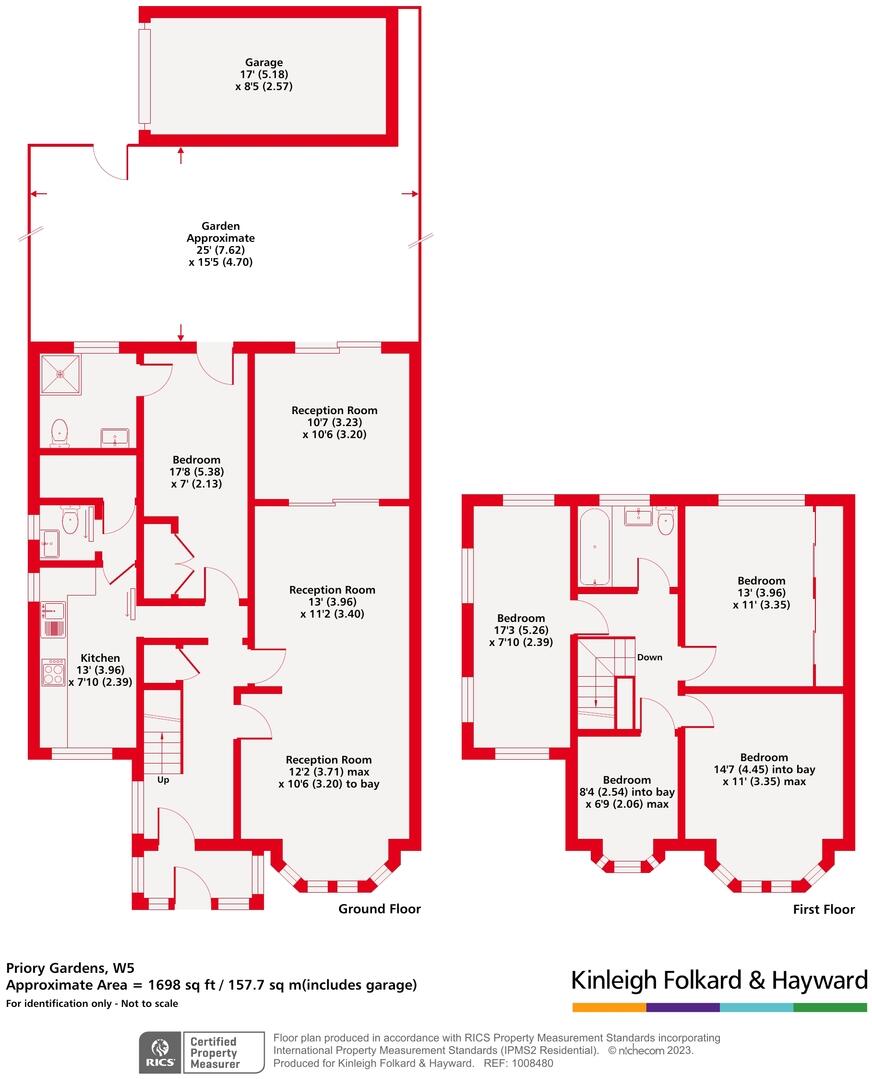 Garage
17' (5.18)
x 8'5 (2.57)
Garden
Approximate
25' (7.62)
x 15'5 (4.70)
Reception Room
10'7 (3.23)
x 10'6 (3.20)
Bedroom
17'8 (5.38)
x 7' (2.13)
Reception Room
13' (3.96)
x 11'2 (3.40)
Kitchen
13' (3.96)
x 7'10 (2.39)
Reception Room
12'2 (3.71) max
x 10'6 (3.20) to bay
Up
Ground Floor
Bedroom
17'3 (5.26)
x 7'10 (2.39)
Bedroom
13' (3.96)
x 11' (3.35)
Down
Bedroom
8'4 (2.54) into bay
x 6'9 (2.06) max
Bedroom
14'7 (4.45) into bay
x 11' (3.35) max
First Floor
Priory Gardens, W5
Approximate Area = 1698 sq ft / 157.7 sq m(includes garage)
For identification only - Not to scale
Kinleigh Folkard & Hayward
RICS
Certified
Property
Measurer
Floor plan produced in accordance with RICS Property Measurement Standards incorporating
International Property Measurement Standards (IPMS2 Residential). © nichecom 2023.
Produced for Kinleigh Folkard & Hayward. REF: 1008480